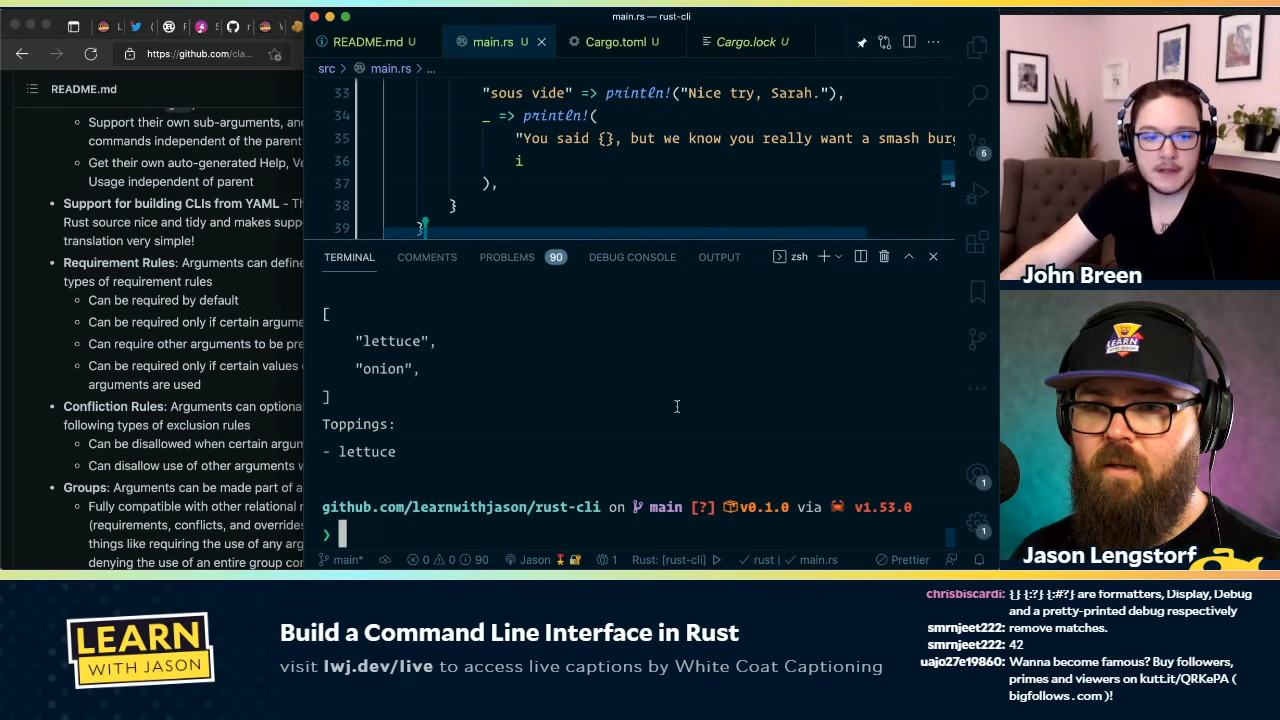 main.rs — rust-cli
https://github.com/cla...
README.md
Support their own sub-arguments, and
commands independent of the parent
Get their own auto-generated Help, Ve
Usage independent of parent
Support for building CLIs from YAML - Th
Rust source nice and tidy and makes supp
translation very simple!
Requirement Rules: Arguments can define
types of requirement rules
Can be required by default
Can be required only if certain argume
Can require other arguments to be pre
Can be required only if certain values o
arguments are used
Confliction Rules: Arguments can optiona
following types of exclusion rules
Can be disallowed when certain argum
Can disallow use of other arguments w
Groups: Arguments can be made part of a
Fully compatible with other relational r
(requirements, conflicts, and overrides
things like requiring the use of any arg
denying the use of an entire group con
README.md U
main.rs U
Cargo.toml U
Cargo.lock U
src > main.rs > ...
33 "sous vide" => println!("Nice try, Sarah."),
34 _ => println!(
35 "You said {}, but we know you really want a smash burg
36 i
37 ),
38 }
39 }
TERMINAL COMMENTS PROBLEMS 90 DEBUG CONSOLE OUTPUT
zsh
[
"lettuce",
"onion",
]
Toppings:
- lettuce
github.com/learnwithjason/rust-cli on main [?] v0.1.0 via v1.53.0
❯
main* 0 0 90 Jason 1 Rust: [rust-cli] rust | main.rs Prettier
5
1
1
John Breen
LEARN
Jason Lengstorf
LEARN
WITH JASON
Build a Command Line Interface in Rust
visit lwj.dev/live to access live captions by White Coat Captioning
chrisbiscardi: {} {:?} {:#?} are formatters, Display, Debug
and a pretty-printed debug respectively
smrnjeet222: remove matches.
smrnjeet222: 42
uajo27e19860: Wanna become famous? Buy followers,
primes and viewers on kutt.it/QRKePA (
bigfollows . com )!